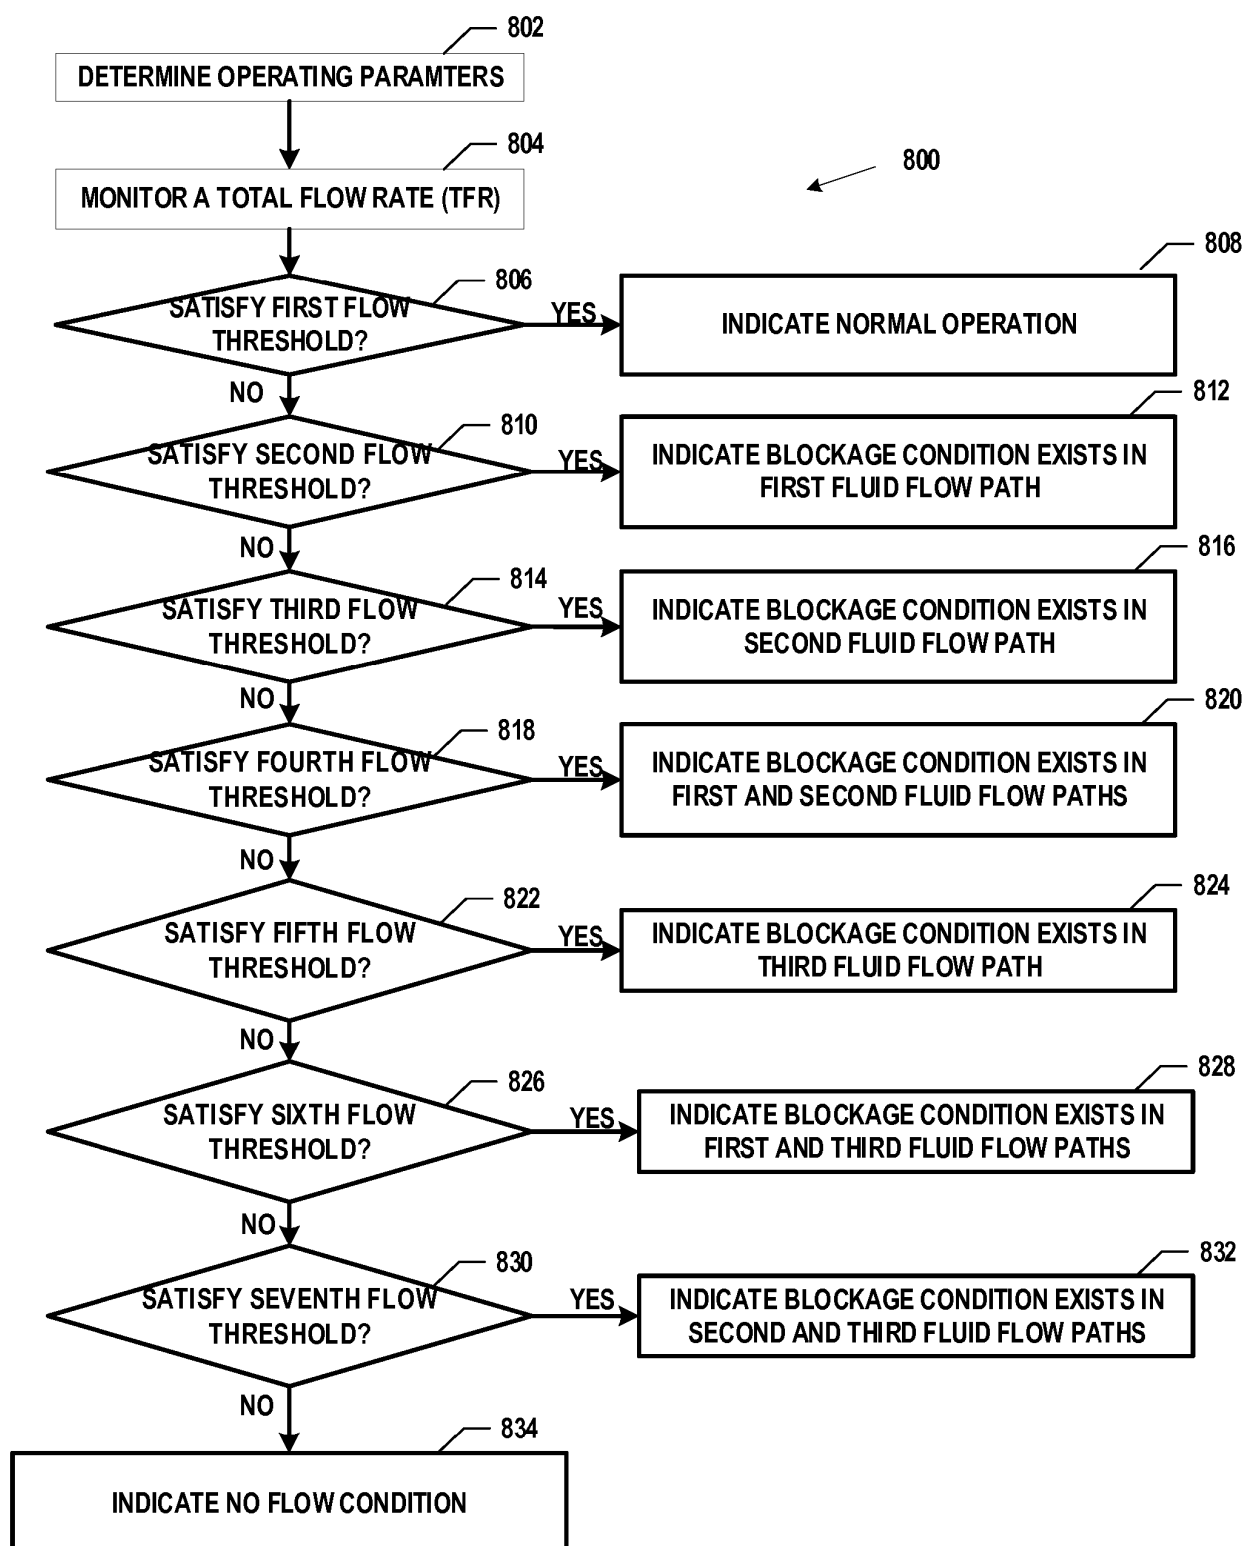 802
DETERMINE OPERATING PARAMTERS
804
MONITOR A TOTAL FLOW RATE (TFR)
800
806
SATISFY FIRST FLOW
THRESHOLD?
YES
808
INDICATE NORMAL OPERATION
NO
810
SATISFY SECOND FLOW
THRESHOLD?
YES
812
INDICATE BLOCKAGE CONDITION EXISTS IN
FIRST FLUID FLOW PATH
NO
814
SATISFY THIRD FLOW
THRESHOLD?
YES
816
INDICATE BLOCKAGE CONDITION EXISTS IN
SECOND FLUID FLOW PATH
NO
818
SATISFY FOURTH FLOW
THRESHOLD?
YES
820
INDICATE BLOCKAGE CONDITION EXISTS IN
FIRST AND SECOND FLUID FLOW PATHS
NO
822
SATISFY FIFTH FLOW
THRESHOLD?
YES
824
INDICATE BLOCKAGE CONDITION EXISTS IN
THIRD FLUID FLOW PATH
NO
826
SATISFY SIXTH FLOW
THRESHOLD?
YES
828
INDICATE BLOCKAGE CONDITION EXISTS IN
FIRST AND THIRD FLUID FLOW PATHS
NO
830
SATISFY SEVENTH FLOW
THRESHOLD?
YES
832
INDICATE BLOCKAGE CONDITION EXISTS IN
SECOND AND THIRD FLUID FLOW PATHS
NO
834
INDICATE NO FLOW CONDITION